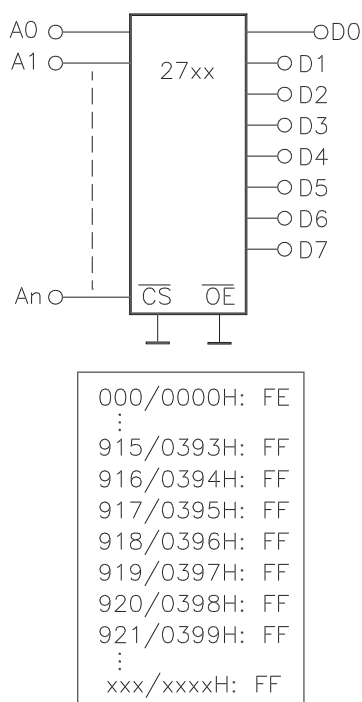 A0 D0
A1 D1
27xx
D2
D3
D4
D5
D6
D7
An CS OE
000/0000H: FE
⋮
915/0393H: FF
916/0394H: FF
917/0395H: FF
918/0396H: FF
919/0397H: FF
920/0398H: FF
921/0399H: FF
⋮
xxx/xxxxH: FF